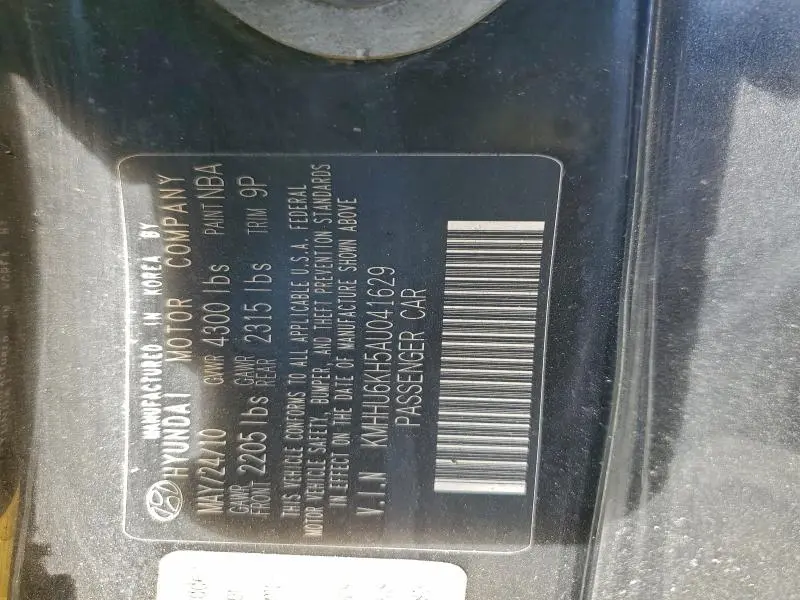 MANUFACTURED IN KOREA BY
HYUNDAI MOTOR COMPANY
MAY/24/10 GVWR 4300 lbs PAINT NBA
GAWR FRONT 2205 lbs GAWR REAR 2315 lbs TRIM 9P
THIS VEHICLE CONFORMS TO ALL APPLICABLE U.S.A. FEDERAL
MOTOR VEHICLE SAFETY, BUMPER, AND THEFT PREVENTION STANDARDS
IN EFFECT ON THE DATE OF MANUFACTURE SHOWN ABOVE
V.I.N KMHHU6KH5AU041629
PASSENGER CAR